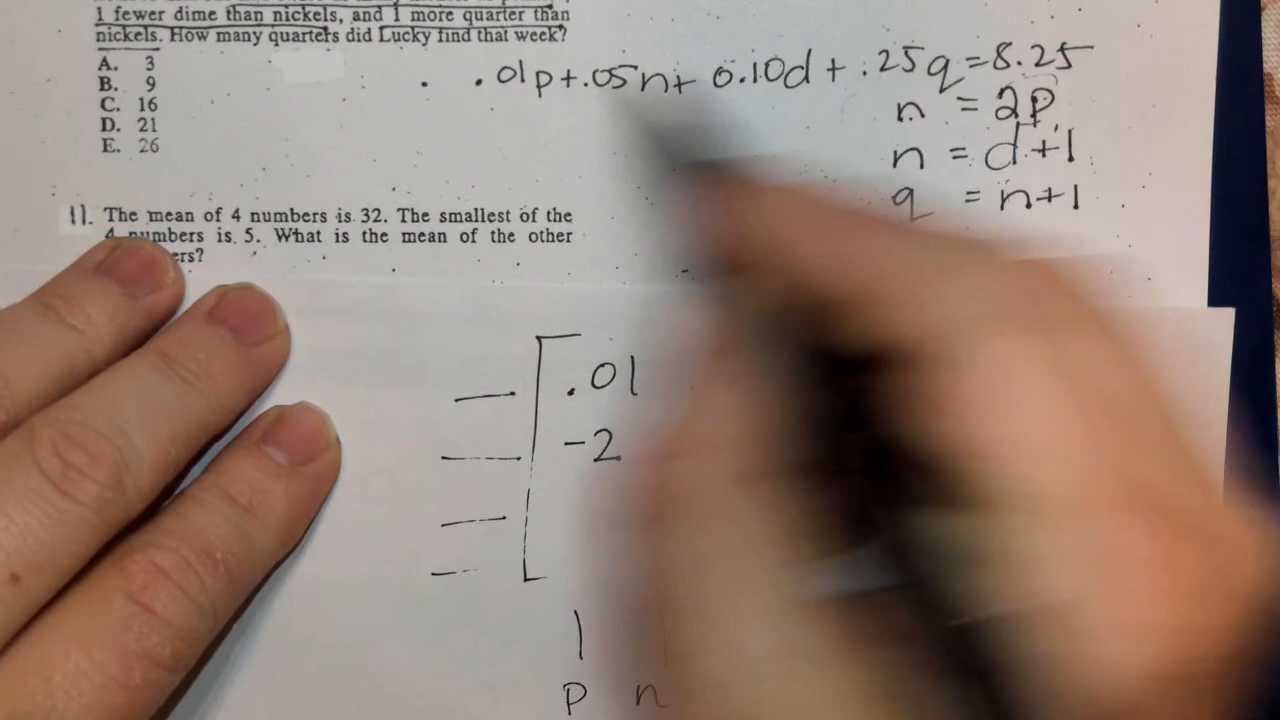 1 fewer dime than nickels, and 1 more quarter than
nickels. How many quarters did Lucky find that week?
A. 3
B. 9
C. 16
D. 21
E. 26
.01p+.05n+ 0.10d + .25q=8.25
n = 2p
n = d+1
q = n+1
11. The mean of 4 numbers is 32. The smallest of the
4 numbers is 5. What is the mean of the other
ers?
.01
-2
1
p n